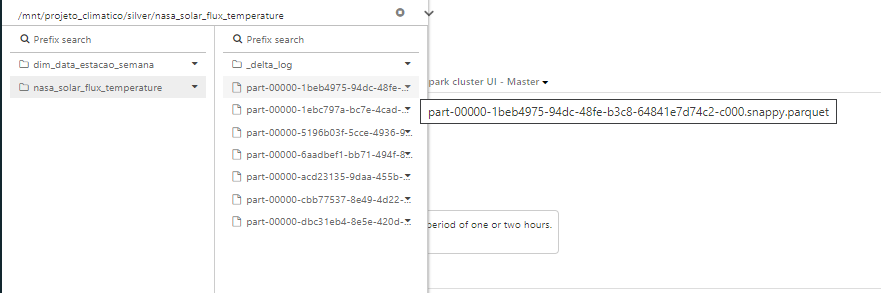 /mnt/projeto_climatico/silver/nasa_solar_flux_temperature
Prefix search
dim_data_estacao_semana
nasa_solar_flux_temperature
Prefix search
_delta_log
part-00000-1beb4975-94dc-48fe-...
part-00000-1ebc797a-bc7e-4cad-...
part-00000-5196b03f-5cce-4936-9...
part-00000-6aadbef1-bb71-494f-8...
part-00000-acd23135-9daa-455b-...
part-00000-cbb77537-8e49-4d22-...
part-00000-dbc31eb4-8e5e-420d-...
park cluster UI - Master
part-00000-1beb4975-94dc-48fe-b3c8-64841e7d74c2-c000.snappy.parquet
period of one or two hours.